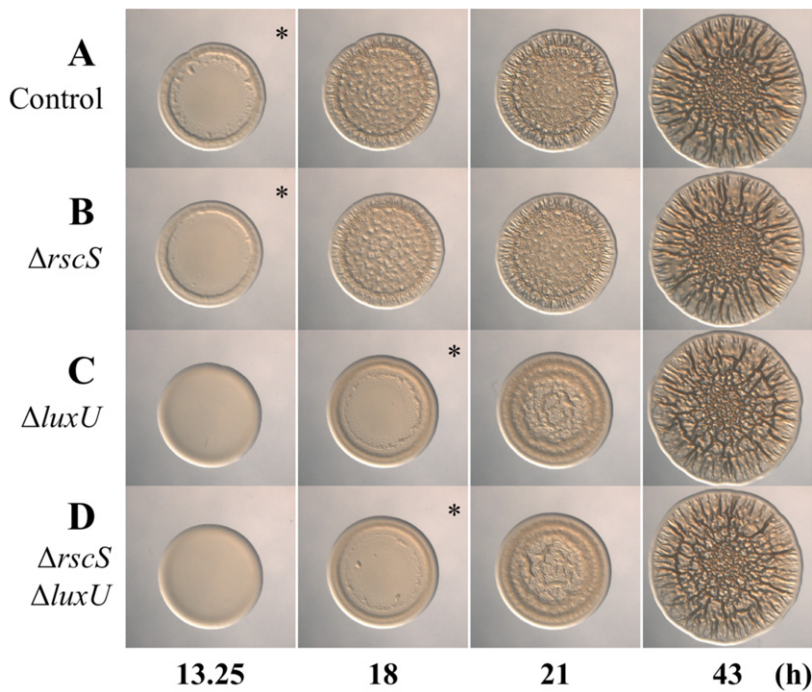 A
Control
*
B
ΔrscS
*
C
ΔluxU
*
D
ΔrscS
ΔluxU
*
13.25 18 21 43 (h)